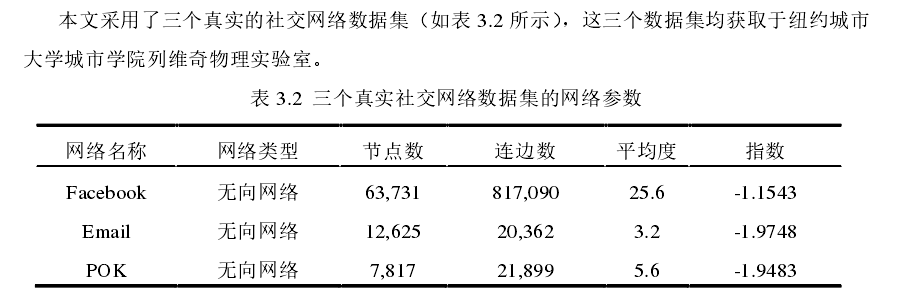 本文采用了三个真实的社交网络数据集（如表 3.2 所示），这三个数据集均获取于纽约城市
大学城市学院列维奇物理实验室。
表 3.2 三个真实社交网络数据集的网络参数
网络名称 网络类型 节点数 连边数 平均度 指数
Facebook 无向网络 63,731 817,090 25.6 -1.1543
Email 无向网络 12,625 20,362 3.2 -1.9748
POK 无向网络 7,817 21,899 5.6 -1.9483